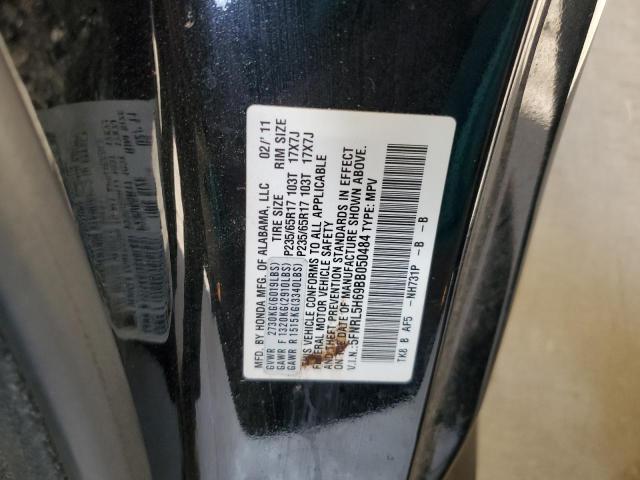 MFD. BY HONDA MFG. OF ALABAMA, LLC 02/'11
TIRE SIZE RIM SIZE
GVWR 2730KG(6019LBS)
GAWR F 1320KG(2910LBS) P235/65R17 103T 17X7J
GAWR R 1515KG(3340LBS) P235/65R17 103T 17X7J
THIS VEHICLE CONFORMS TO ALL APPLICABLE
FEDERAL MOTOR VEHICLE SAFETY
AND THEFT PREVENTION STANDARDS IN EFFECT
ON THE DATE OF MANUFACTURE SHOWN ABOVE.
V.I.N.:5FNRL5H69BB050484 TYPE: MPV
TK8 B AF5 -NH731P -B -B